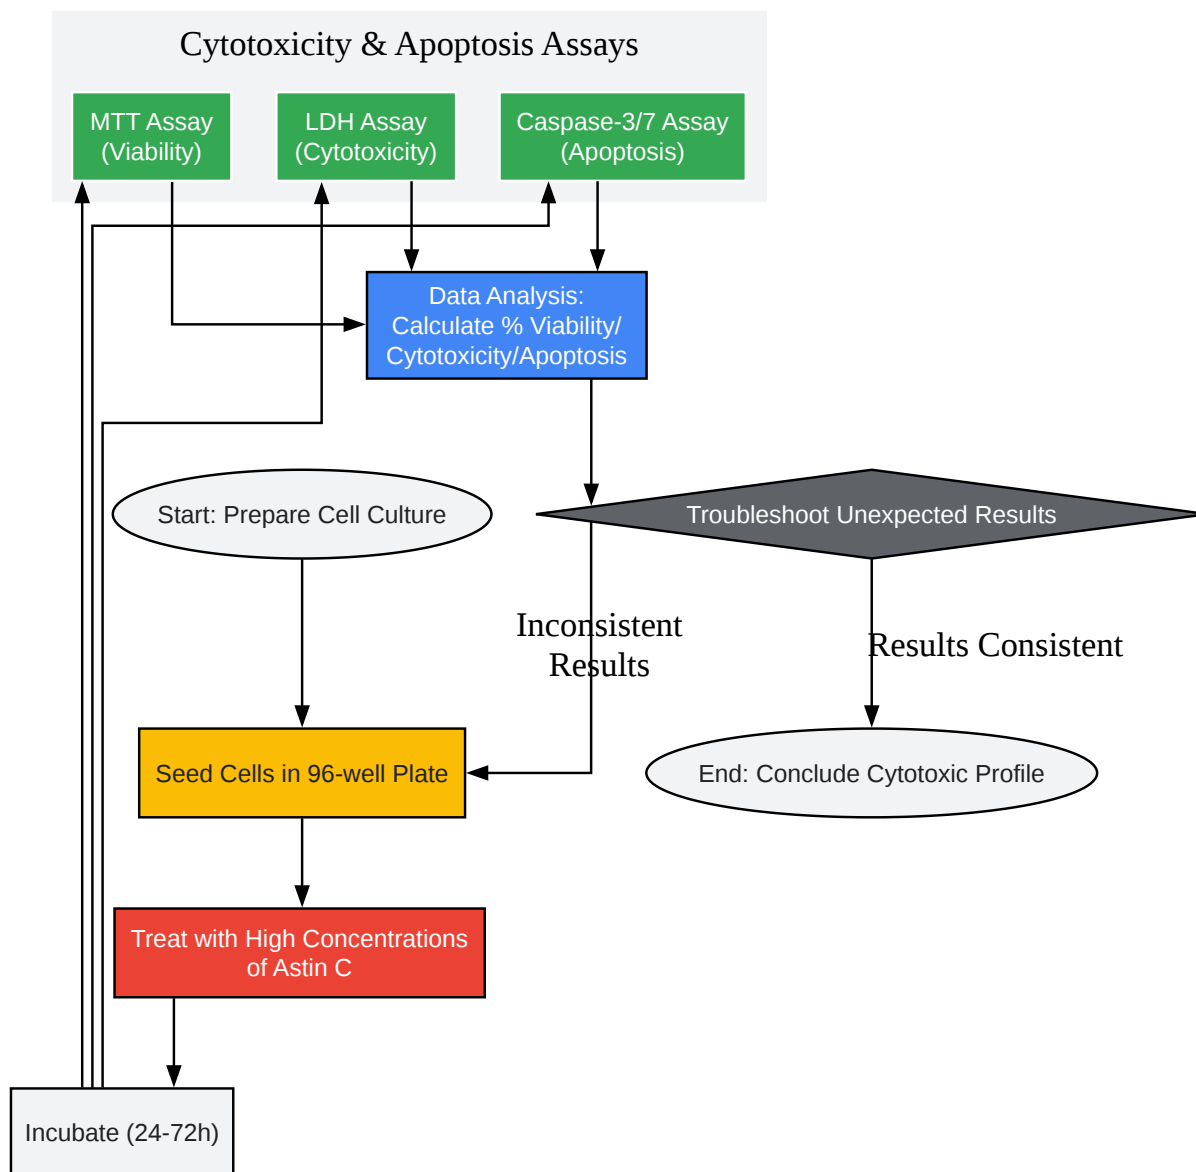 Cytotoxicity & Apoptosis Assays
MTT Assay
(Viability)
LDH Assay
(Cytotoxicity)
Caspase-3/7 Assay
(Apoptosis)
Data Analysis:
Calculate % Viability/
Cytotoxicity/Apoptosis
Start: Prepare Cell Culture
Troubleshoot Unexpected Results
Inconsistent
Results
Results Consistent
Seed Cells in 96-well Plate
End: Conclude Cytotoxic Profile
Treat with High Concentrations
of Astin C
Incubate (24-72h)